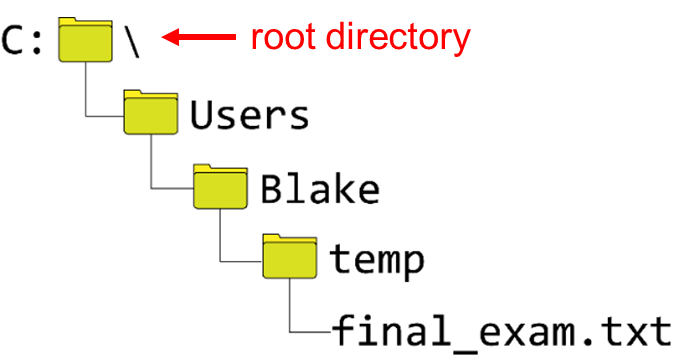 C: \ root directory
Users
Blake
temp
final_exam.txt